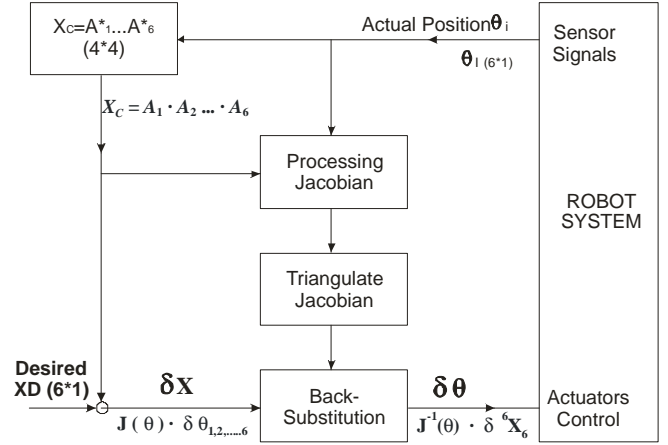 Xc=A*1...A*6
(4*4)
Actual Position θi
θI (6*1)
Sensor
Signals
XC = A1 · A2 ... · A6
Processing
Jacobian
ROBOT
SYSTEM
Triangulate
Jacobian
Desired
XD (6*1)
δX
J(θ) · δ θ1,2,.....6
Back-
Substitution
δθ
J-1(θ) · δ 6X6
Actuators
Control